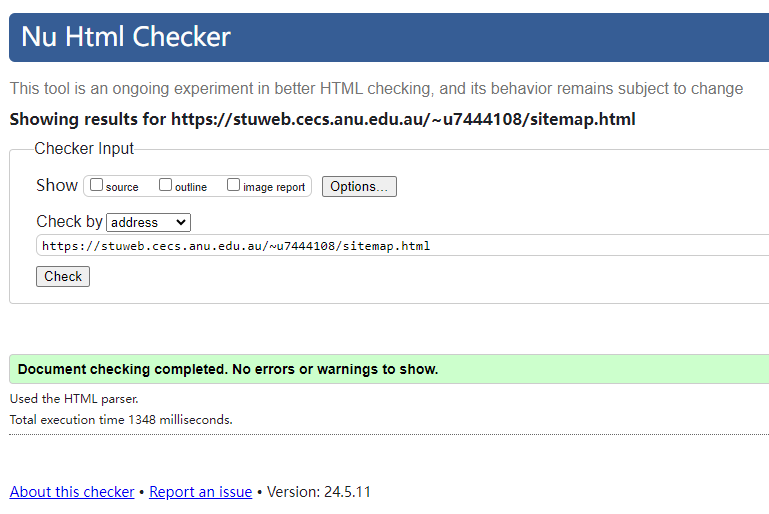 Nu Html Checker
This tool is an ongoing experiment in better HTML checking, and its behavior remains subject to change
Showing results for https://stuweb.cecs.anu.edu.au/~u7444108/sitemap.html
Checker Input
Show source outline image report Options...
Check by address
https://stuweb.cecs.anu.edu.au/~u7444108/sitemap.html
Check
Document checking completed. No errors or warnings to show.
Used the HTML parser.
Total execution time 1348 milliseconds.
About this checker • Report an issue • Version: 24.5.11